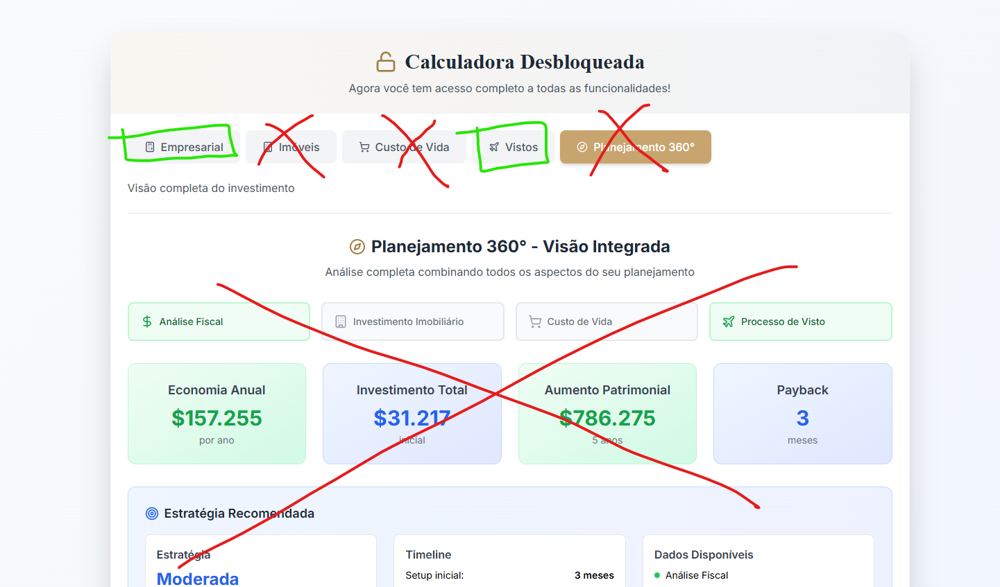 Calculadora Desbloqueada
Agora você tem acesso completo a todas as funcionalidades!
Empresarial
Imóveis
Custo de Vida
Vistos
Planejamento 360°
Visão completa do investimento
Planejamento 360° - Visão Integrada
Análise completa combinando todos os aspectos do seu planejamento
Análise Fiscal
Investimento Imobiliário
Custo de Vida
Processo de Visto
Economia Anual
$157.255
por ano
Investimento Total
$31.217
inicial
Aumento Patrimonial
$786.275
5 anos
Payback
3
meses
Estratégia Recomendada
Estratégia
Moderada
Timeline
Setup inicial: 3 meses
Dados Disponíveis
Análise Fiscal